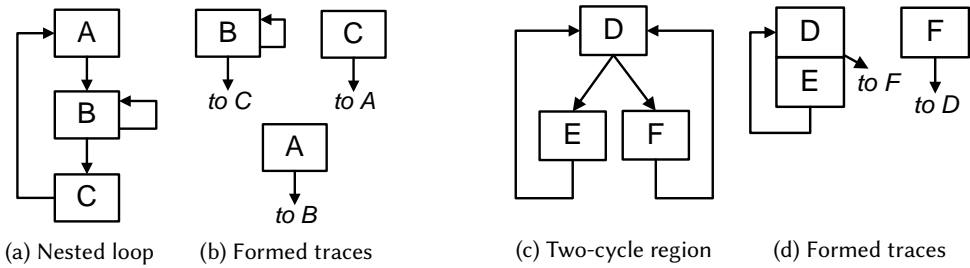 A
B
C
(a) Nested loop
B
to C
C
to A
A
to B
(b) Formed traces
D
E
F
(c) Two-cycle region
D
E
to F
F
to D
(d) Formed traces